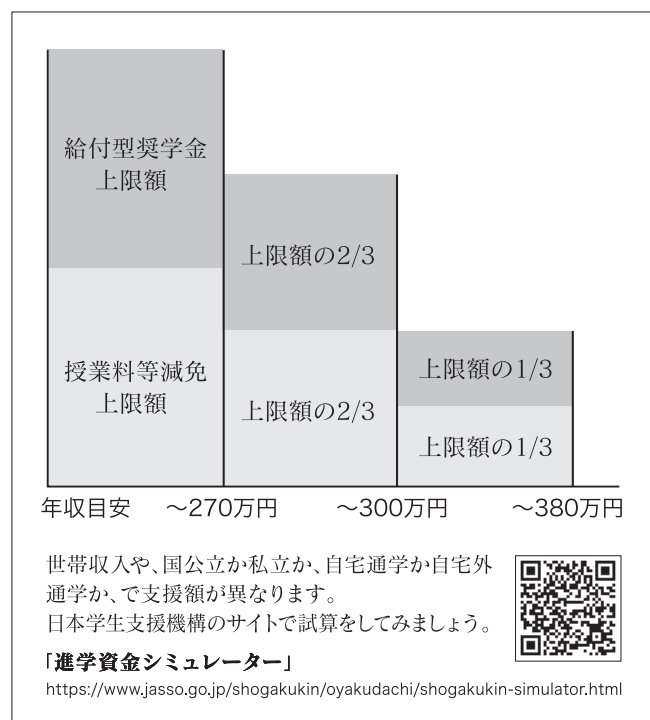 給付型奨学金
上限額
授業料等減免
上限額
上限額の2/3
上限額の2/3
上限額の1/3
上限額の1/3
年収目安
～270万円
～300万円
～380万円
世帯収入や、国公立か私立か、自宅通学か自宅外
通学か、で支援額が異なります。
日本学生支援機構のサイトで試算をしてみましょう。
「進学資金シミュレーター」
https://www.jasso.go.jp/shogakukin/oyakudachi/shogakukin-simulator.html